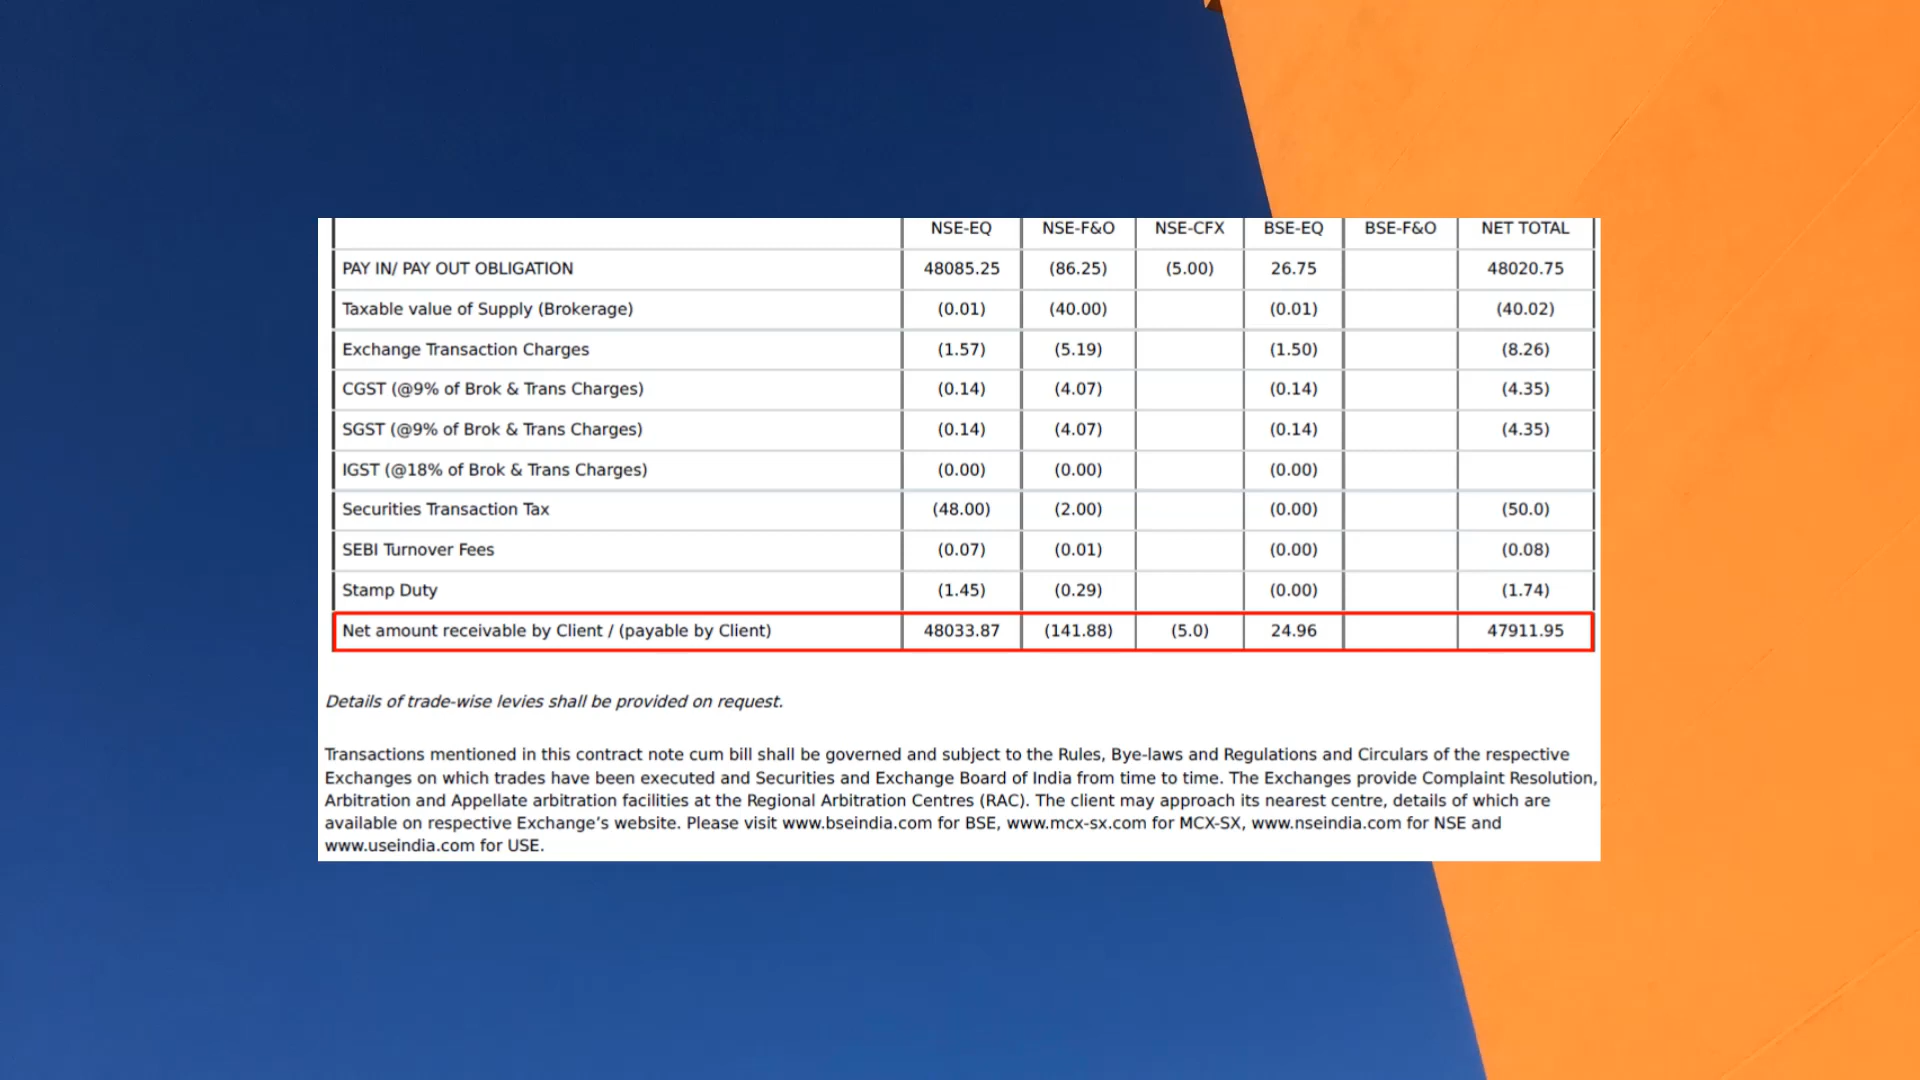 NSE-EQ NSE-F&O NSE-CFX BSE-EQ BSE-F&O NET TOTAL
PAY IN/ PAY OUT OBLIGATION 48085.25 (86.25) (5.00) 26.75 48020.75
Taxable value of Supply (Brokerage) (0.01) (40.00) (0.01) (40.02)
Exchange Transaction Charges (1.57) (5.19) (1.50) (8.26)
CGST (@9% of Brok & Trans Charges) (0.14) (4.07) (0.14) (4.35)
SGST (@9% of Brok & Trans Charges) (0.14) (4.07) (0.14) (4.35)
IGST (@18% of Brok & Trans Charges) (0.00) (0.00) (0.00)
Securities Transaction Tax (48.00) (2.00) (0.00) (50.0)
SEBI Turnover Fees (0.07) (0.01) (0.00) (0.08)
Stamp Duty (1.45) (0.29) (0.00) (1.74)
Net amount receivable by Client / (payable by Client) 48033.87 (141.88) (5.0) 24.96 47911.95
Details of trade-wise levies shall be provided on request.
Transactions mentioned in this contract note cum bill shall be governed and subject to the Rules, Bye-laws and Regulations and Circulars of the respective
Exchanges on which trades have been executed and Securities and Exchange Board of India from time to time. The Exchanges provide Complaint Resolution,
Arbitration and Appellate arbitration facilities at the Regional Arbitration Centres (RAC). The client may approach its nearest centre, details of which are
available on respective Exchange's website. Please visit www.bseindia.com for BSE, www.mcx-sx.com for MCX-SX, www.nseindia.com for NSE and
www.useindia.com for USE.